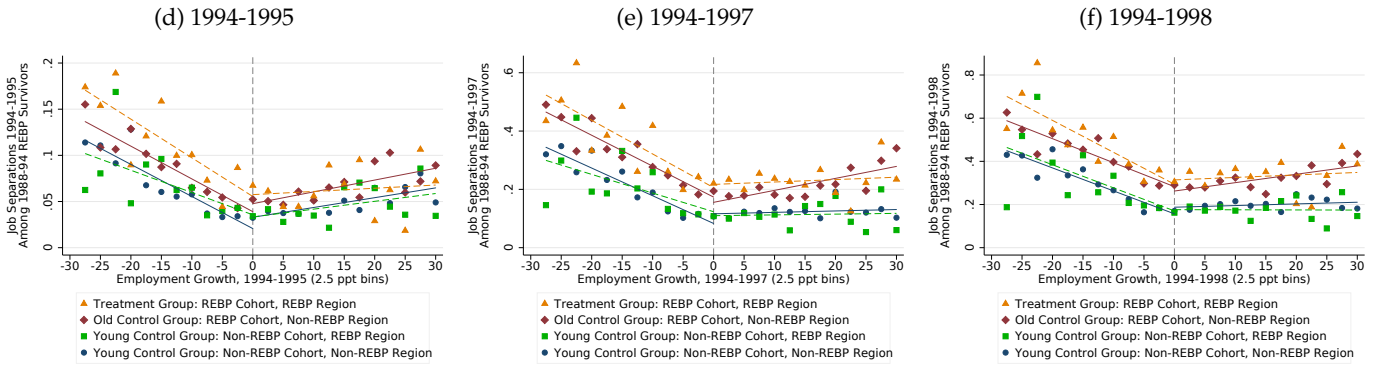 (d) 1994-1995
Job Separations 1994-1995
Among 1988-94 REBP Survivors
.2
.15
.1
.05
0
-30 -25 -20 -15 -10 -5 0 5 10 15 20 25 30
Employment Growth, 1994-1995 (2.5 ppt bins)
Treatment Group: REBP Cohort, REBP Region
Old Control Group: REBP Cohort, Non-REBP Region
Young Control Group: Non-REBP Cohort, REBP Region
Young Control Group: Non-REBP Cohort, Non-REBP Region
(e) 1994-1997
Job Separations 1994-1997
Among 1988-94 REBP Survivors
.6
.4
.2
0
-30 -25 -20 -15 -10 -5 0 5 10 15 20 25 30
Employment Growth, 1994-1997 (2.5 ppt bins)
Treatment Group: REBP Cohort, REBP Region
Old Control Group: REBP Cohort, Non-REBP Region
Young Control Group: Non-REBP Cohort, REBP Region
Young Control Group: Non-REBP Cohort, Non-REBP Region
(f) 1994-1998
Job Separations 1994-1998
Among 1988-94 REBP Survivors
.8
.6
.4
.2
0
-30 -25 -20 -15 -10 -5 0 5 10 15 20 25 30
Employment Growth, 1994-1998 (2.5 ppt bins)
Treatment Group: REBP Cohort, REBP Region
Old Control Group: REBP Cohort, Non-REBP Region
Young Control Group: Non-REBP Cohort, REBP Region
Young Control Group: Non-REBP Cohort, Non-REBP Region